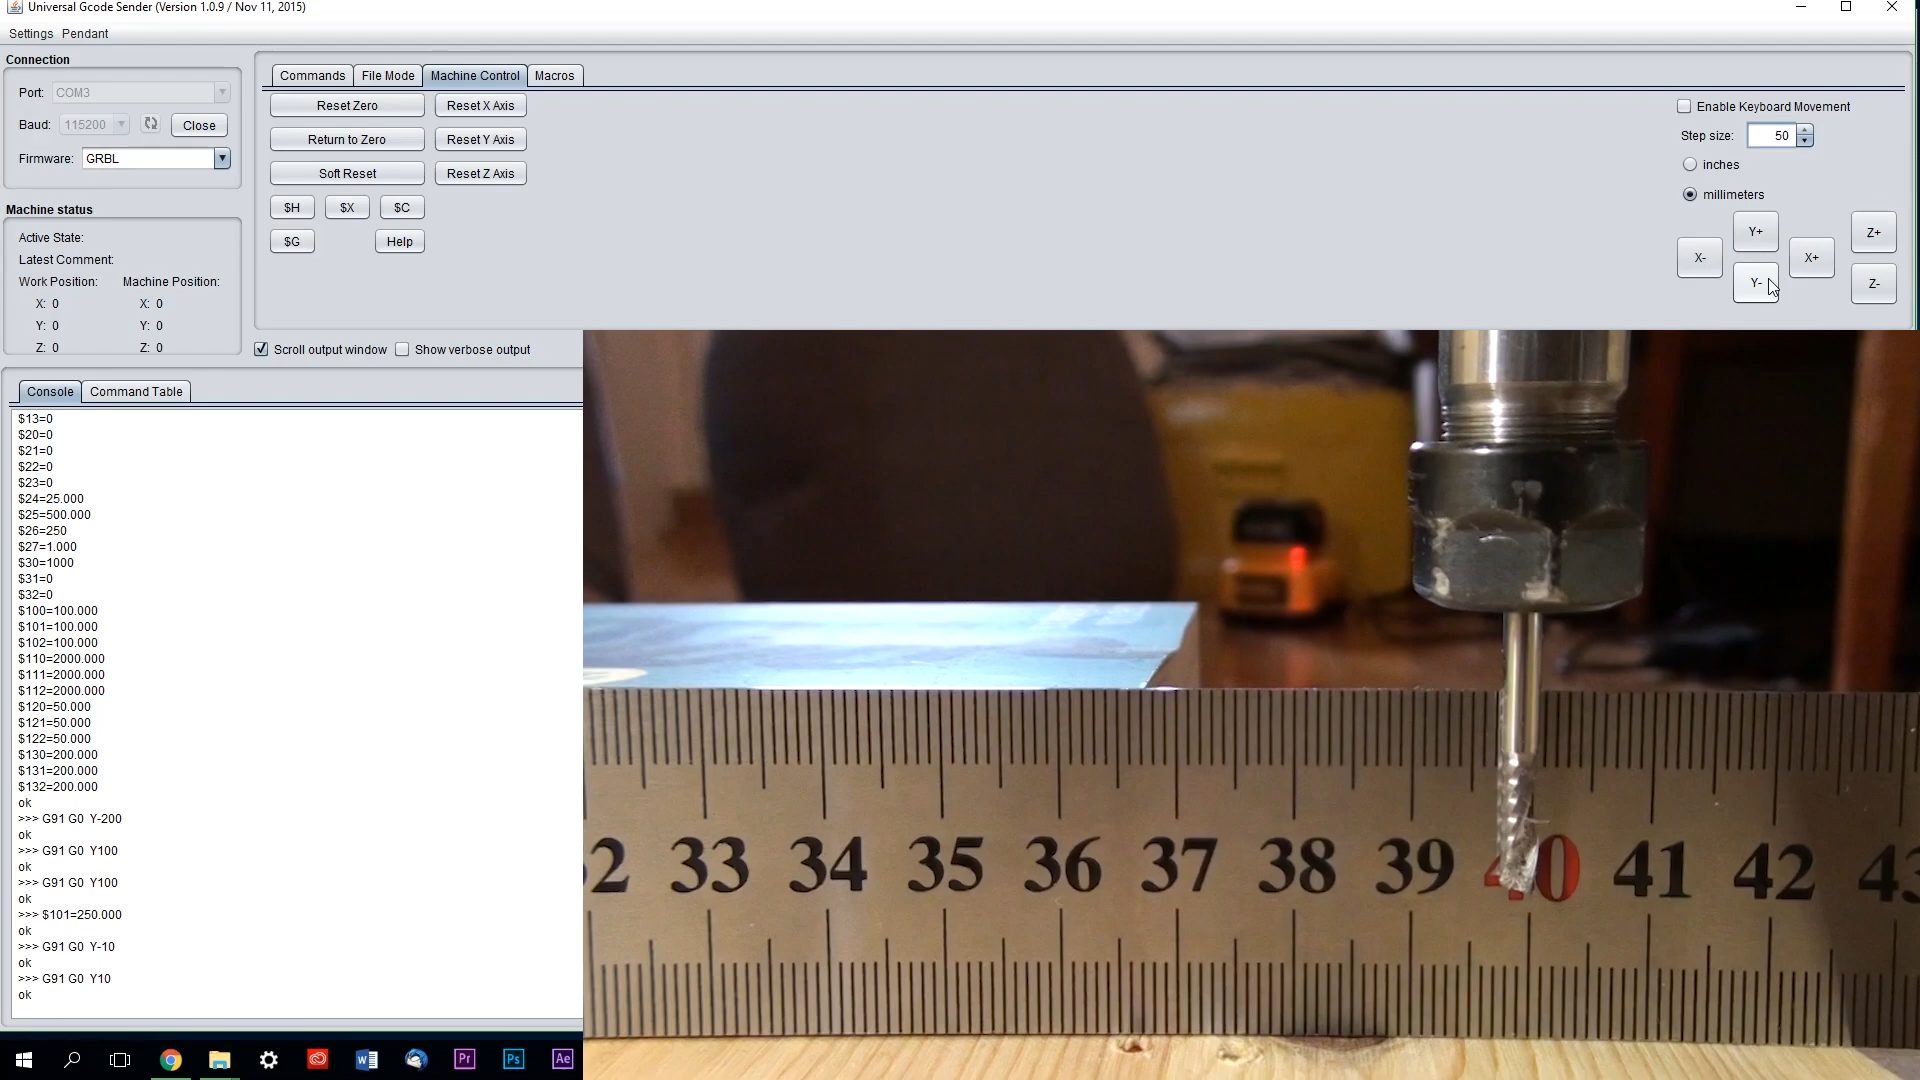 Universal Gcode Sender (Version 1.0.9 / Nov 11, 2015)
Settings Pendant
Connection
Port: COM3
Baud: 115200 Close
Firmware: GRBL
Machine status
Active State:
Latest Comment:
Work Position: Machine Position:
X: 0 X: 0
Y: 0 Y: 0
Z: 0 Z: 0
Commands File Mode Machine Control Macros
Reset Zero Reset X Axis
Return to Zero Reset Y Axis
Soft Reset Reset Z Axis
$H $X $C
$G Help
Enable Keyboard Movement
Step size: 50
inches
millimeters
Y+
X- X+
Y-
Z+
Z-
Scroll output window Show verbose output
Console Command Table
$13=0
$20=0
$21=0
$22=0
$23=0
$24=25.000
$25=500.000
$26=250
$27=1.000
$30=1000
$31=0
$32=0
$100=100.000
$101=100.000
$102=100.000
$110=2000.000
$111=2000.000
$112=2000.000
$120=50.000
$121=50.000
$122=50.000
$130=200.000
$131=200.000
$132=200.000
ok
>>> G91 G0 Y-200
ok
>>> G91 G0 Y100
ok
>>> G91 G0 Y100
ok
>>> $101=250.000
ok
>>> G91 G0 Y-10
ok
>>> G91 G0 Y10
ok
33 34 35 36 37 38 39 40 41 42 43
W Pr Ps Ae